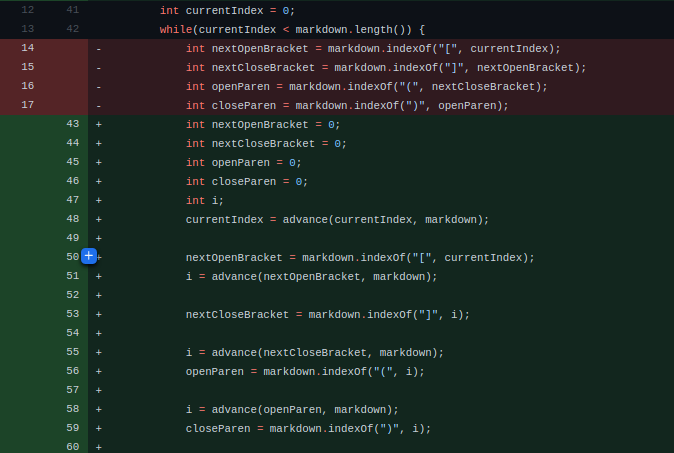 12 41 int currentIndex = 0;
13 42 while(currentIndex < markdown.length()) {
14 - int nextOpenBracket = markdown.indexOf("[", currentIndex);
15 - int nextCloseBracket = markdown.indexOf("]", nextOpenBracket);
16 - int openParen = markdown.indexOf("(", nextCloseBracket);
17 - int closeParen = markdown.indexOf(")", openParen);
43 + int nextOpenBracket = 0;
44 + int nextCloseBracket = 0;
45 + int openParen = 0;
46 + int closeParen = 0;
47 + int i;
48 + currentIndex = advance(currentIndex, markdown);
49 +
50 + nextOpenBracket = markdown.indexOf("[", currentIndex);
51 + i = advance(nextOpenBracket, markdown);
52 +
53 + nextCloseBracket = markdown.indexOf("]", i);
54 +
55 + i = advance(nextCloseBracket, markdown);
56 + openParen = markdown.indexOf("(", i);
57 +
58 + i = advance(openParen, markdown);
59 + closeParen = markdown.indexOf(")", i);
60 +